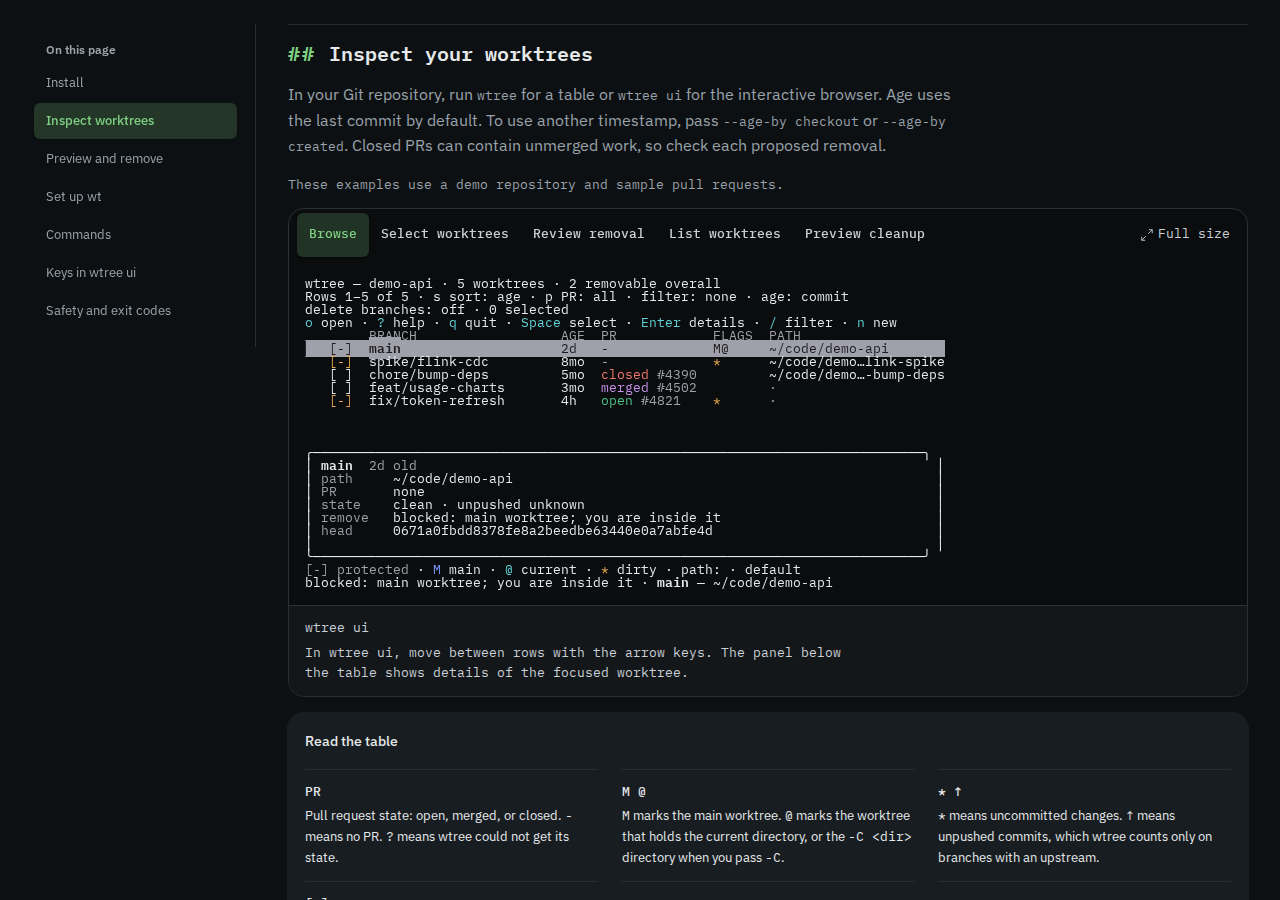 On this page
Install
Inspect worktrees
Preview and remove
Set up wt
Commands
Keys in wtree ui
Safety and exit codes
## Inspect your worktrees
In your Git repository, run wtree for a table or wtree ui for the interactive browser. Age uses
the last commit by default. To use another timestamp, pass --age-by checkout or --age-by
created. Closed PRs can contain unmerged work, so check each proposed removal.
These examples use a demo repository and sample pull requests.
Browse Select worktrees Review removal List worktrees Preview cleanup Full size
wtree — demo-api · 5 worktrees · 2 removable overall
Rows 1–5 of 5 · s sort: age · p PR: all · filter: none · age: commit
delete branches: off · 0 selected
o open · ? help · q quit · Space select · Enter details · / filter · n new
BRANCH AGE PR FLAGS PATH
[-] main 2d - M@ ~/code/demo-api
[-] spike/flink-cdc 8mo - * ~/code/demo…link-spike
[ ] chore/bump-deps 5mo closed #4390 ~/code/demo…-bump-deps
[ ] feat/usage-charts 3mo merged #4502 ·
[-] fix/token-refresh 4h open #4821 * ·
main 2d old
path ~/code/demo-api
PR none
state clean · unpushed unknown
remove blocked: main worktree; you are inside it
head 0671a0fbdd8378fe8a2beedbe63440e0a7abfe4d
[-] protected · M main · @ current · * dirty · path: · default
blocked: main worktree; you are inside it · main — ~/code/demo-api
wtree ui
In wtree ui, move between rows with the arrow keys. The panel below
the table shows details of the focused worktree.
Read the table
PR
Pull request state: open, merged, or closed. -
means no PR. ? means wtree could not get its
state.
M @
M marks the main worktree. @ marks the worktree
that holds the current directory, or the -C <dir>
directory when you pass -C.
* ↑
* means uncommitted changes. ↑ means
unpushed commits, which wtree counts only on
branches with an upstream.